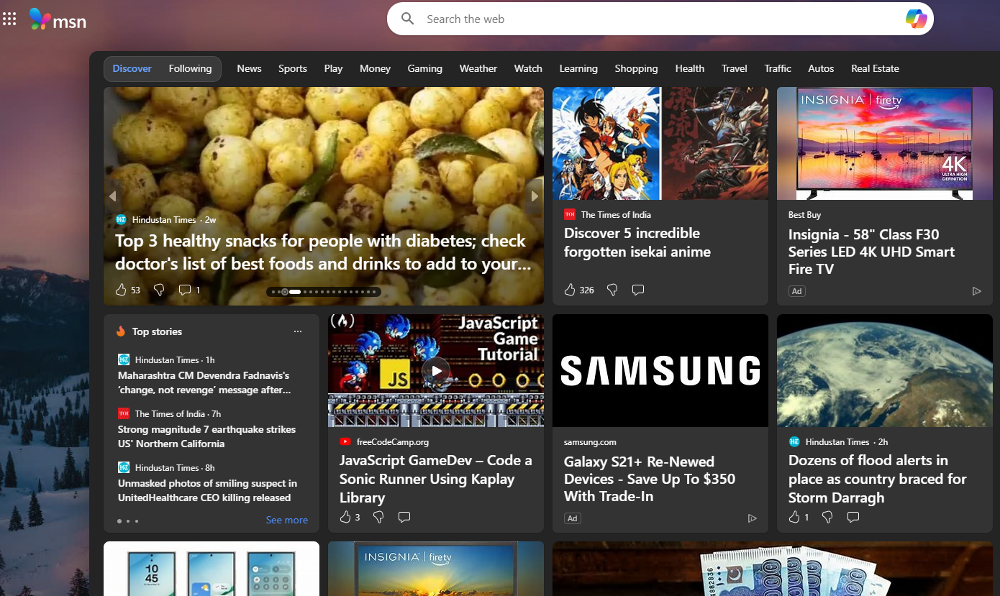 msn
Search the web
Discover Following News Sports Play Money Gaming Weather Watch Learning Shopping Health Travel Traffic Autos Real Estate
Hindustan Times · 2w
Top 3 healthy snacks for people with diabetes; check
doctor's list of best foods and drinks to add to your...
53 1
TOI The Times of India
Discover 5 incredible
forgotten isekai anime
326
INSIGNIA firetv
4K
ULTRA HIGH
DEFINITION
Best Buy
Insignia - 58" Class F30
Series LED 4K UHD Smart
Fire TV
Ad
Top stories
HT Hindustan Times · 1h
Maharashtra CM Devendra Fadnavis's
‘change, not revenge’ message after...
TOI The Times of India · 7h
Strong magnitude 7 earthquake strikes
US' Northern California
HT Hindustan Times · 8h
Unmasked photos of smiling suspect in
UnitedHealthcare CEO killing released
See more
JavaScript
Game
Tutorial
JS
freeCodeCamp.org
JavaScript GameDev – Code a
Sonic Runner Using Kaplay
Library
3
SAMSUNG
samsung.com
Galaxy S21+ Re-Newed
Devices - Save Up To $350
With Trade-In
Ad
Hindustan Times · 2h
Dozens of flood alerts in
place as country braced for
Storm Darragh
1
10
45
INSIGNIA firetv